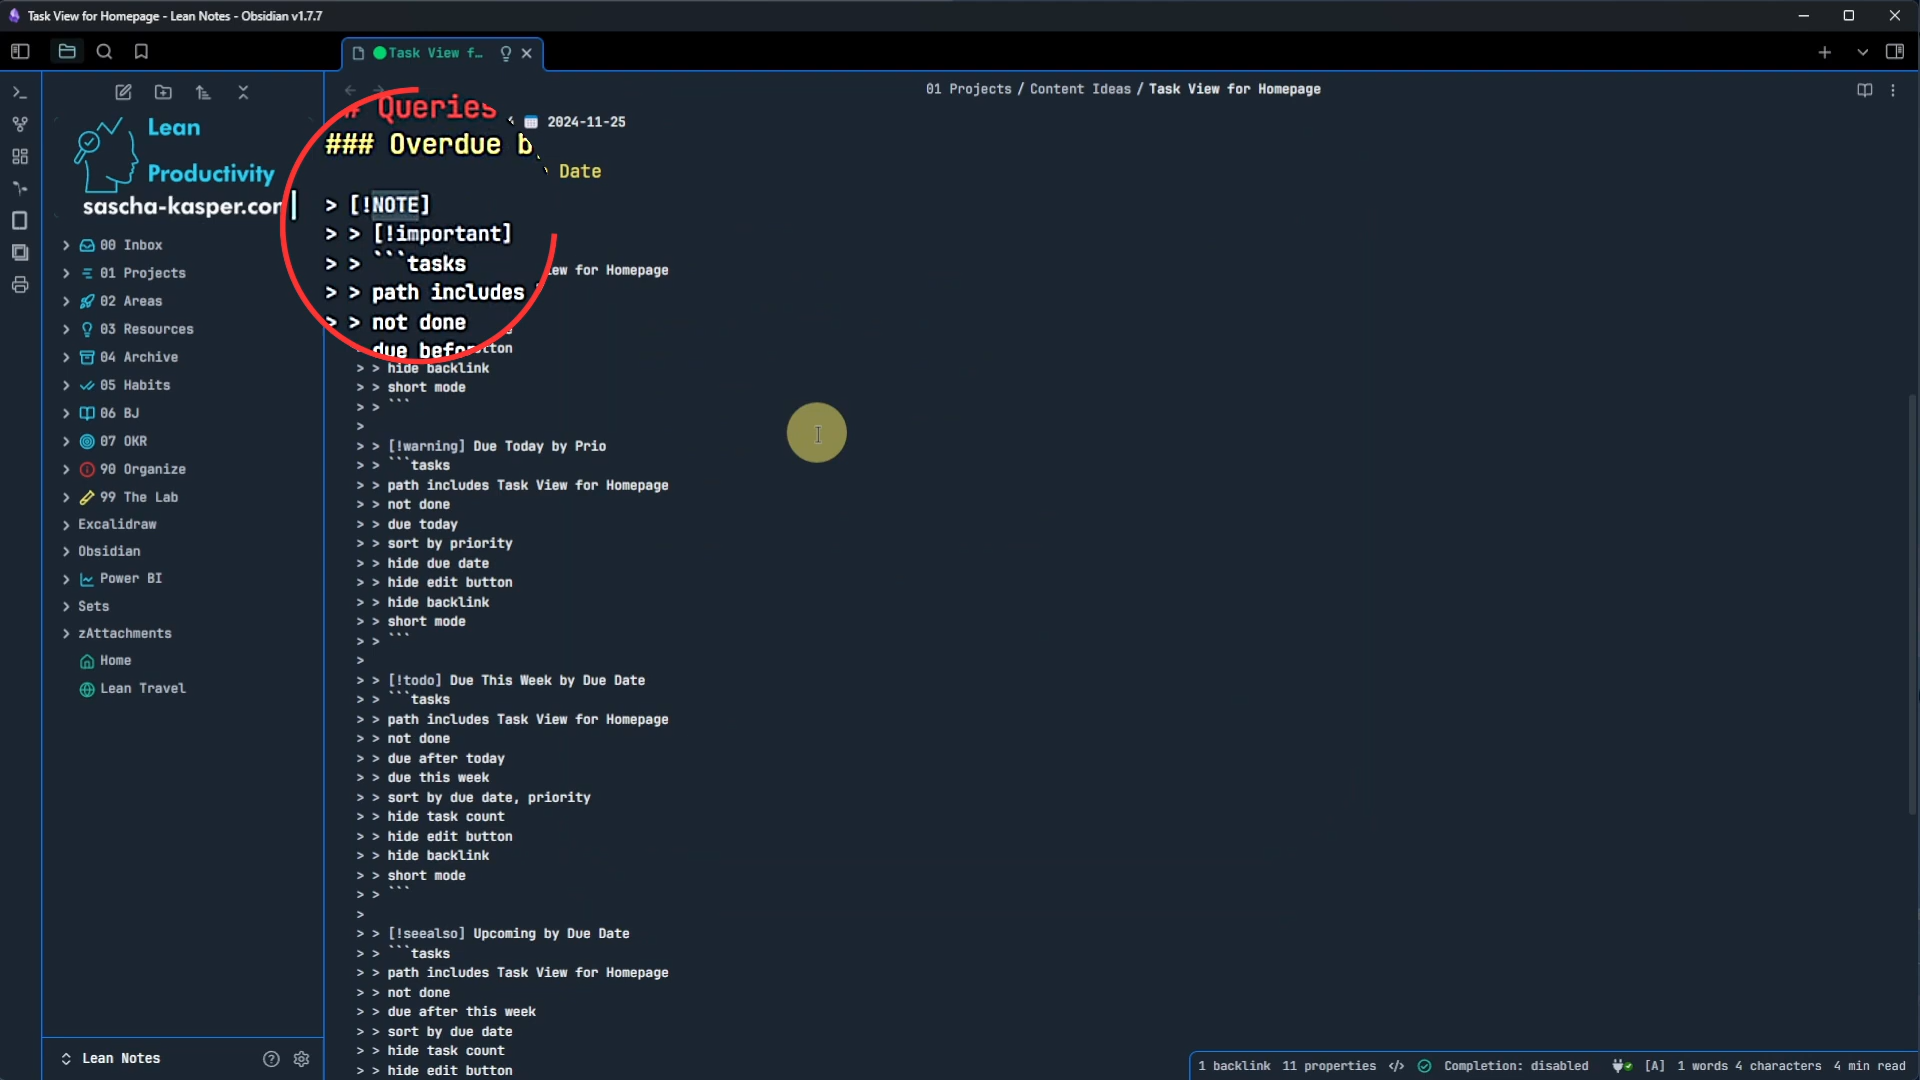 Task View for Homepage - Lean Notes - Obsidian v1.7.7
Task View f…
01 Projects / Content Ideas / Task View for Homepage
Lean
Productivity
sascha-kasper.com
00 Inbox
01 Projects
02 Areas
03 Resources
04 Archive
05 Habits
06 BJ
07 OKR
90 Organize
99 The Lab
Excalidraw
Obsidian
Power BI
Sets
zAttachments
Home
Lean Travel
Lean Notes
# Queries
2024-11-25
### Overdue b
Date
> [!NOTE]
> > [!important]
> > ```tasks
iew for Homepage
> > path includes
> > not done
due before
tton
> > hide backlink
> > short mode
> > ```
>
> > [!warning] Due Today by Prio
> > ```tasks
> > path includes Task View for Homepage
> > not done
> > due today
> > sort by priority
> > hide due date
> > hide edit button
> > hide backlink
> > short mode
> > ```
>
> > [!todo] Due This Week by Due Date
> > ```tasks
> > path includes Task View for Homepage
> > not done
> > due after today
> > due this week
> > sort by due date, priority
> > hide task count
> > hide edit button
> > hide backlink
> > short mode
> > ```
>
> > [!seealso] Upcoming by Due Date
> > ```tasks
> > path includes Task View for Homepage
> > not done
> > due after this week
> > sort by due date
> > hide task count
> > hide edit button
1 backlink 11 properties </> Completion: disabled [A] 1 words 4 characters 4 min read